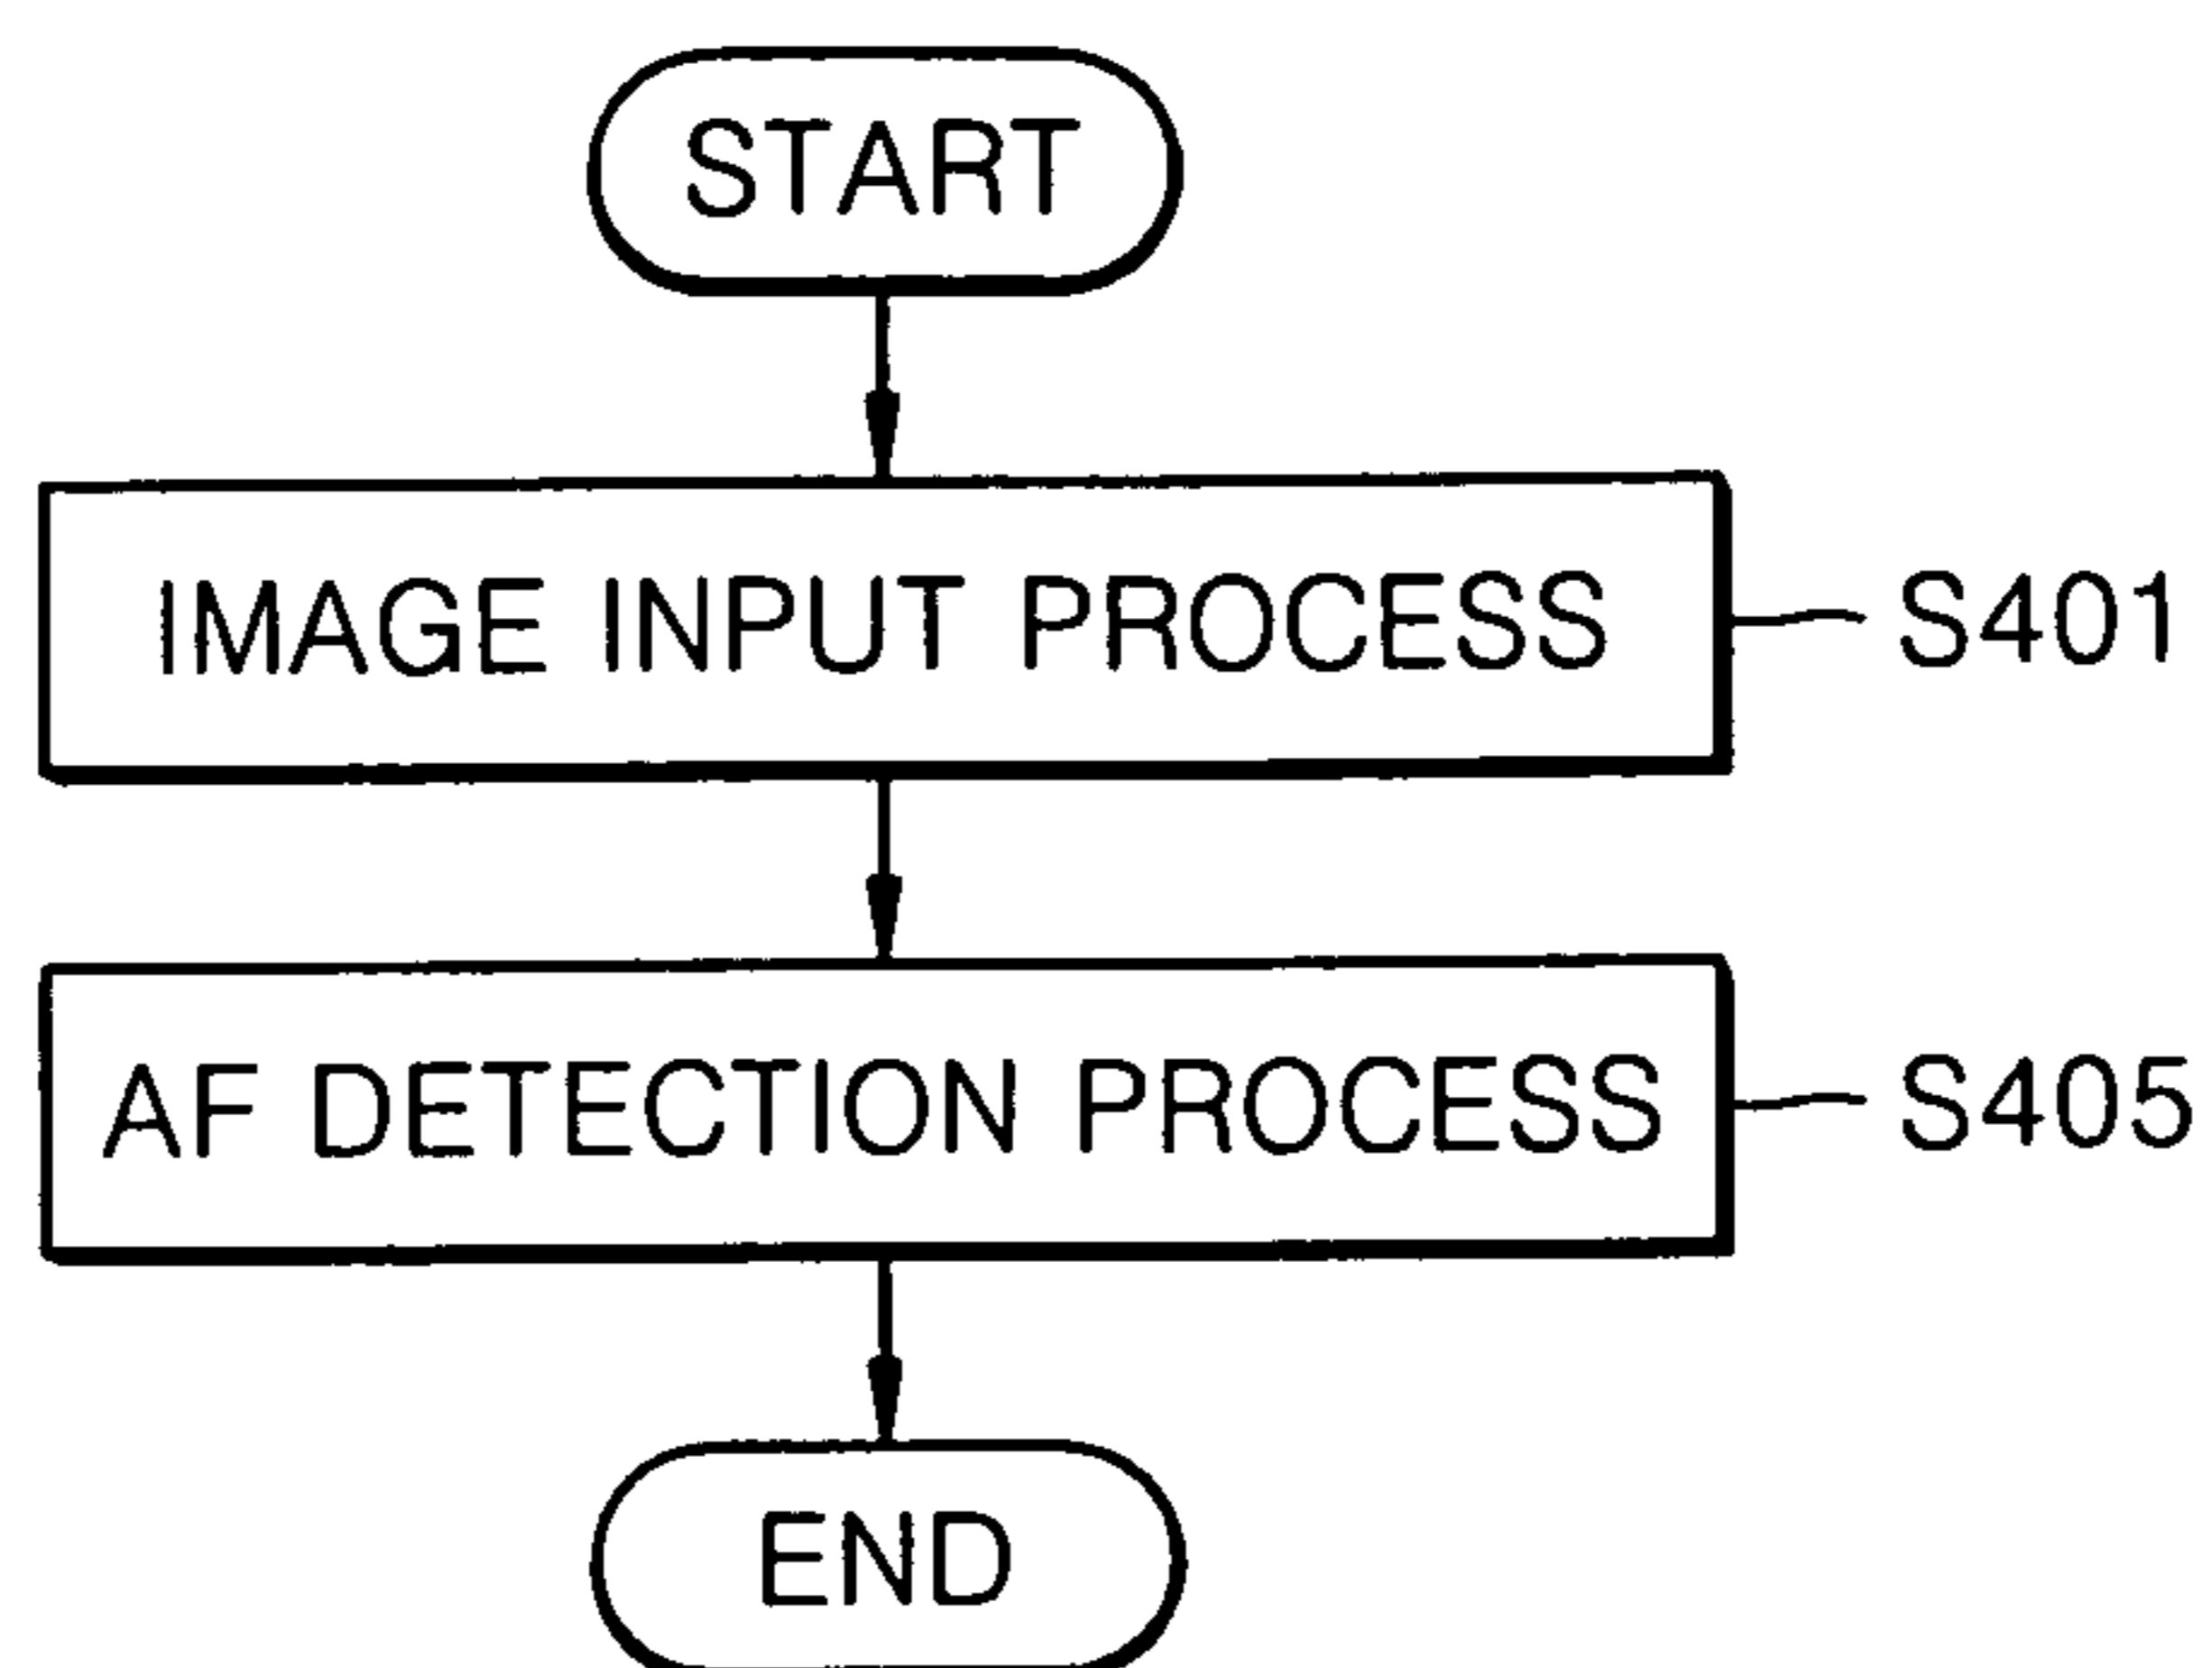 START
IMAGE INPUT PROCESS
S401
AF DETECTION PROCESS
S405
END